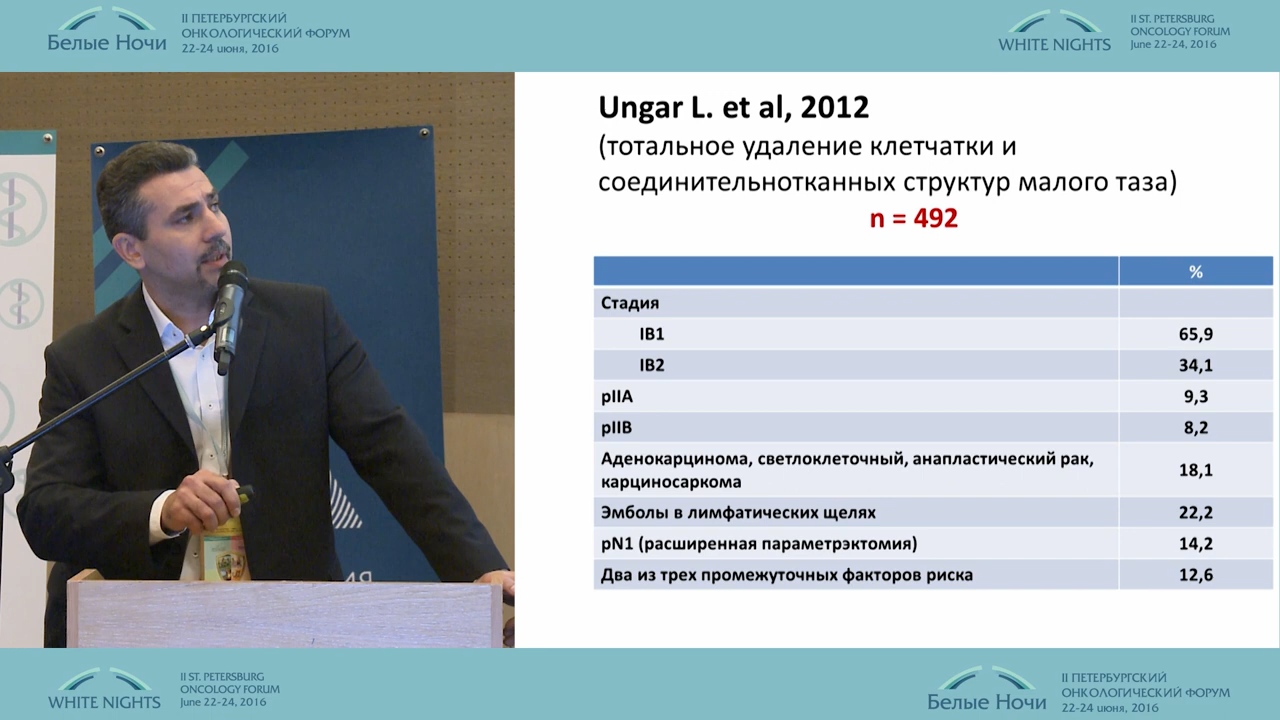 II ПЕТЕРБУРГСКИЙ
ОНКОЛОГИЧЕСКИЙ ФОРУМ
22-24 июня, 2016
Белые Ночи
II ST. PETERSBURG
ONCOLOGY FORUM
June 22-24, 2016
WHITE NIGHTS
Ungar L. et al, 2012
(тотальное удаление клетчатки и
соединительнотканных структур малого таза)
n = 492
%
Стадия
IB1 65,9
IB2 34,1
pIIA 9,3
pIIB 8,2
Аденокарцинома, светлоклеточный, анапластический рак,
карциносаркома 18,1
Эмболы в лимфатических щелях 22,2
pN1 (расширенная параметрэктомия) 14,2
Два из трех промежуточных факторов риска 12,6
II ST. PETERSBURG
ONCOLOGY FORUM
June 22-24, 2016
WHITE NIGHTS
II ПЕТЕРБУРГСКИЙ
ОНКОЛОГИЧЕСКИЙ ФОРУМ
22-24 июня, 2016
Белые Ночи